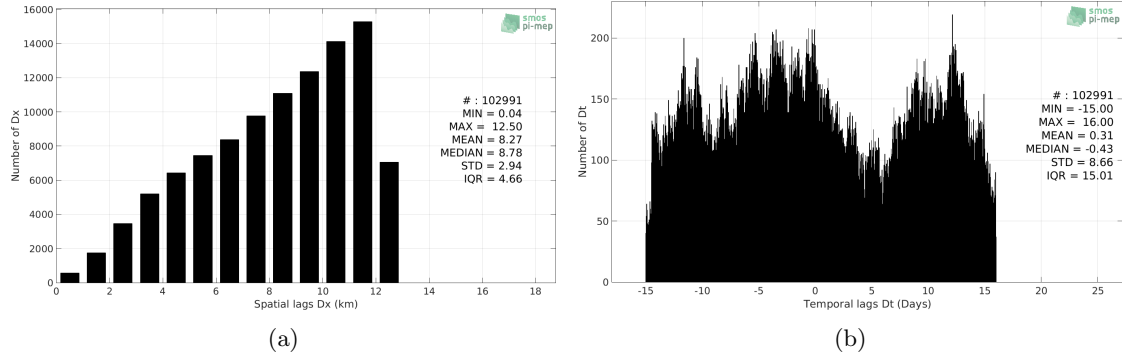 16000
14000
12000
10000
8000
6000
4000
2000
0
Number of Dx
0 2 4 6 8 10 12 14 16 18
Spatial lags Dx (km)
smos
pi-mep
# : 102991
MIN = 0.04
MAX = 12.50
MEAN = 8.27
MEDIAN = 8.78
STD = 2.94
IQR = 4.66
(a)
200
150
100
50
0
Number of Dt
-15 -10 -5 0 5 10 15 20 25
Temporal lags Dt (Days)
smos
pi-mep
# : 102991
MIN = -15.00
MAX = 16.00
MEAN = 0.31
MEDIAN = -0.43
STD = 8.66
IQR = 15.01
(b)